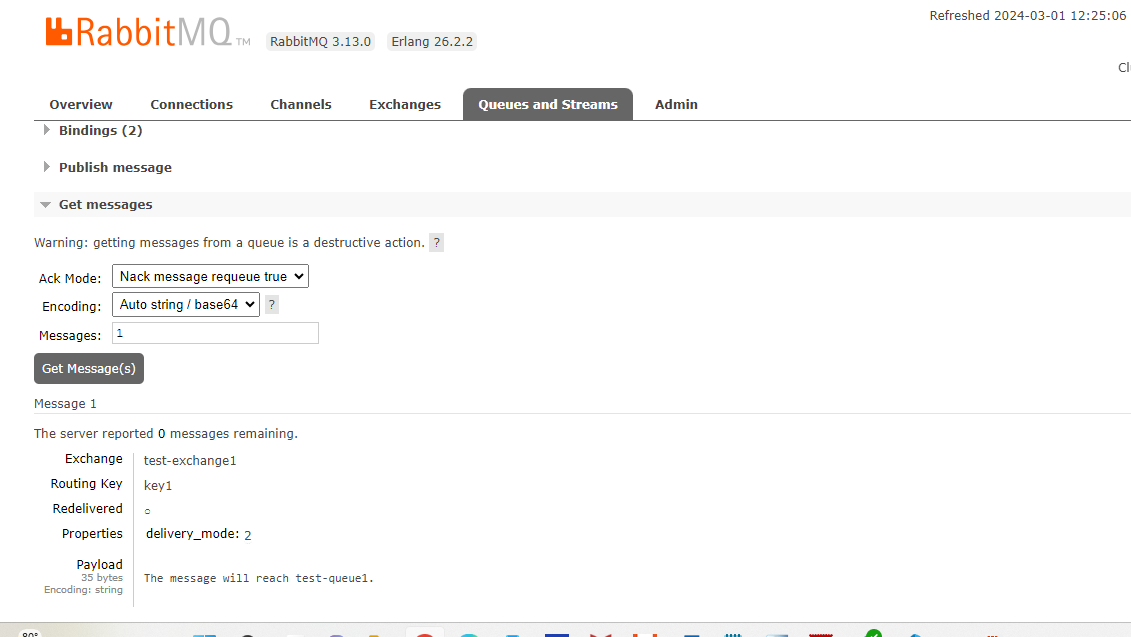 Refreshed 2024-03-01 12:25:06
RabbitMQ TM RabbitMQ 3.13.0 Erlang 26.2.2
Cl
Overview Connections Channels Exchanges Queues and Streams Admin
Bindings (2)
Publish message
Get messages
Warning: getting messages from a queue is a destructive action. ?
Ack Mode: Nack message requeue true
Encoding: Auto string / base64 ?
Messages: 1
Get Message(s)
Message 1
The server reported 0 messages remaining.
Exchange test-exchange1
Routing Key key1
Redelivered ○
Properties delivery_mode: 2
Payload
35 bytes
Encoding: string
The message will reach test-queue1.
80°